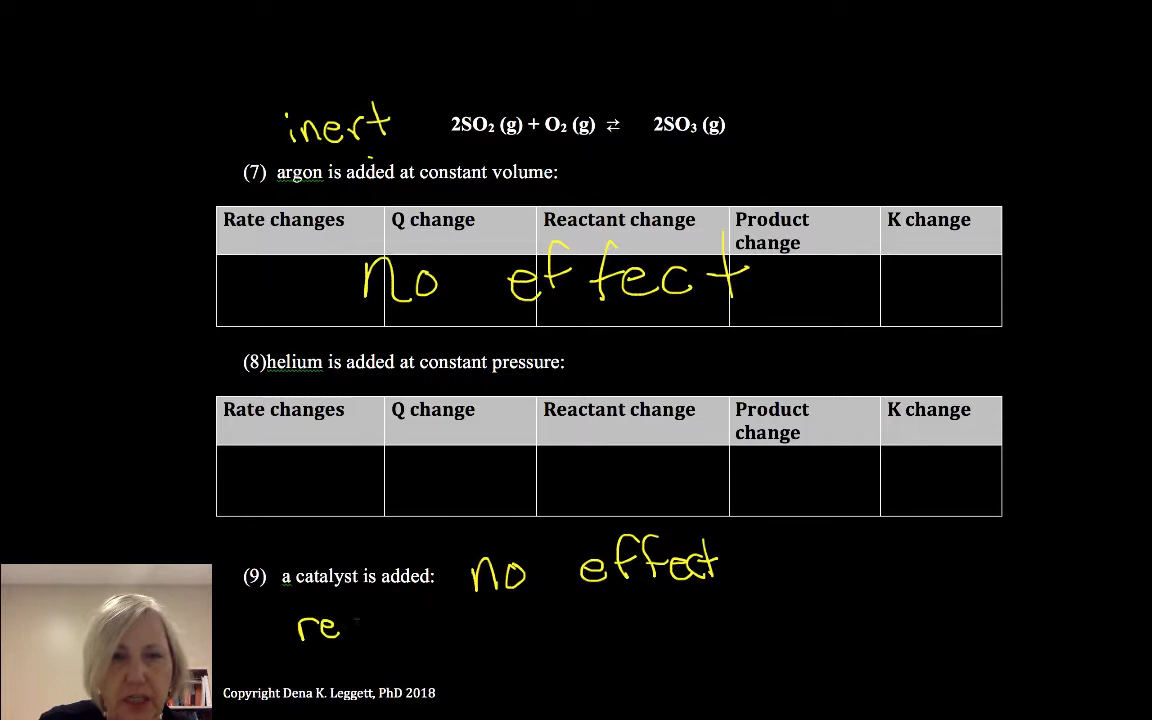 inert
2SO₂ (g) + O₂ (g) ⇄ 2SO₃ (g)
(7) argon is added at constant volume:
Rate changes Q change Reactant change Product change K change
no effect
(8)helium is added at constant pressure:
Rate changes Q change Reactant change Product change K change
(9) a catalyst is added: no effect
re
Copyright Dena K. Leggett, PhD 2018